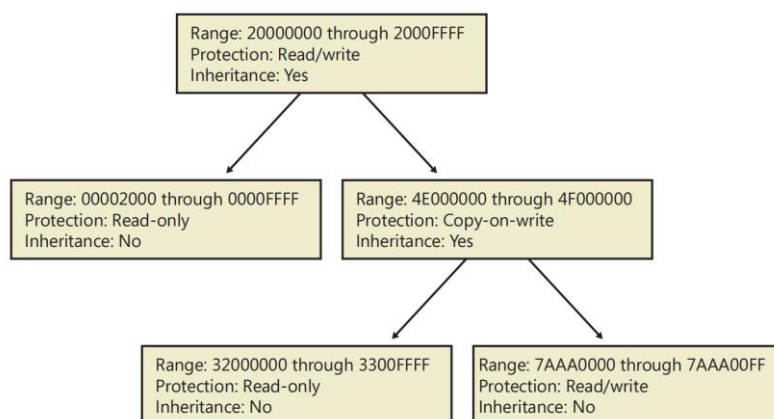 Range: 20000000 through 2000FFFF
Protection: Read/write
Inheritance: Yes
Range: 00002000 through 0000FFFF
Protection: Read-only
Inheritance: No
Range: 4E000000 through 4F000000
Protection: Copy-on-write
Inheritance: Yes
Range: 32000000 through 3300FFFF
Protection: Read-only
Inheritance: No
Range: 7AAA0000 through 7AAA00FF
Protection: Read/write
Inheritance: No